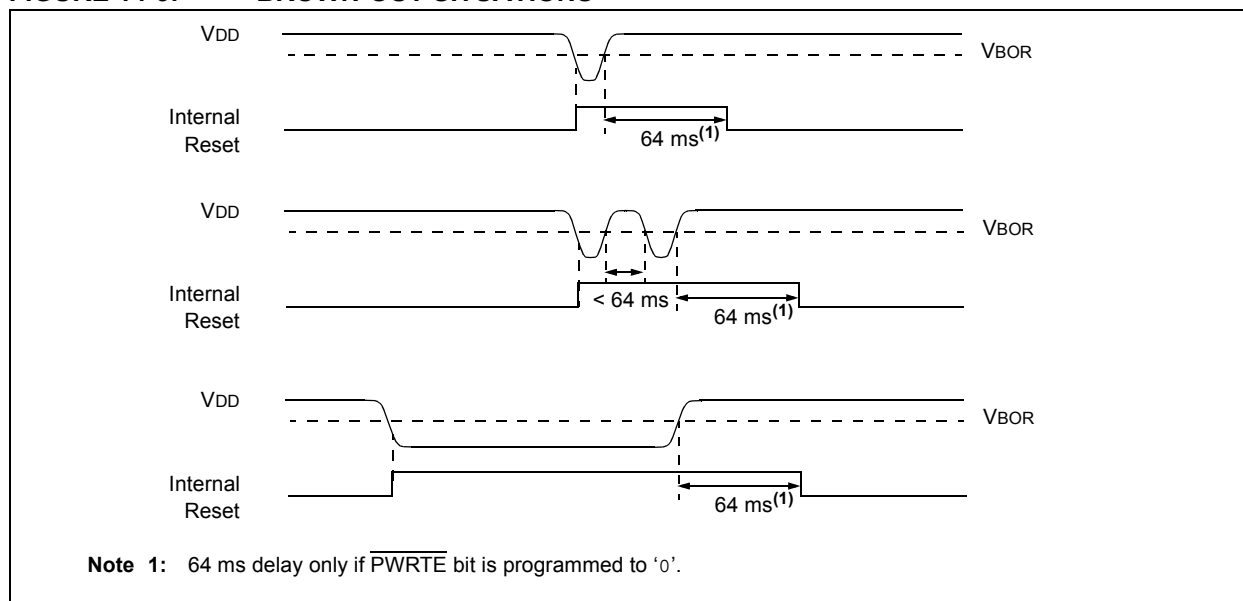 VDD
VBOR
Internal
Reset
64 ms(1)
VDD
VBOR
Internal
Reset
< 64 ms
64 ms(1)
VDD
VBOR
Internal
Reset
64 ms(1)
Note 1: 64 ms delay only if PWRTE bit is programmed to ‘0’.